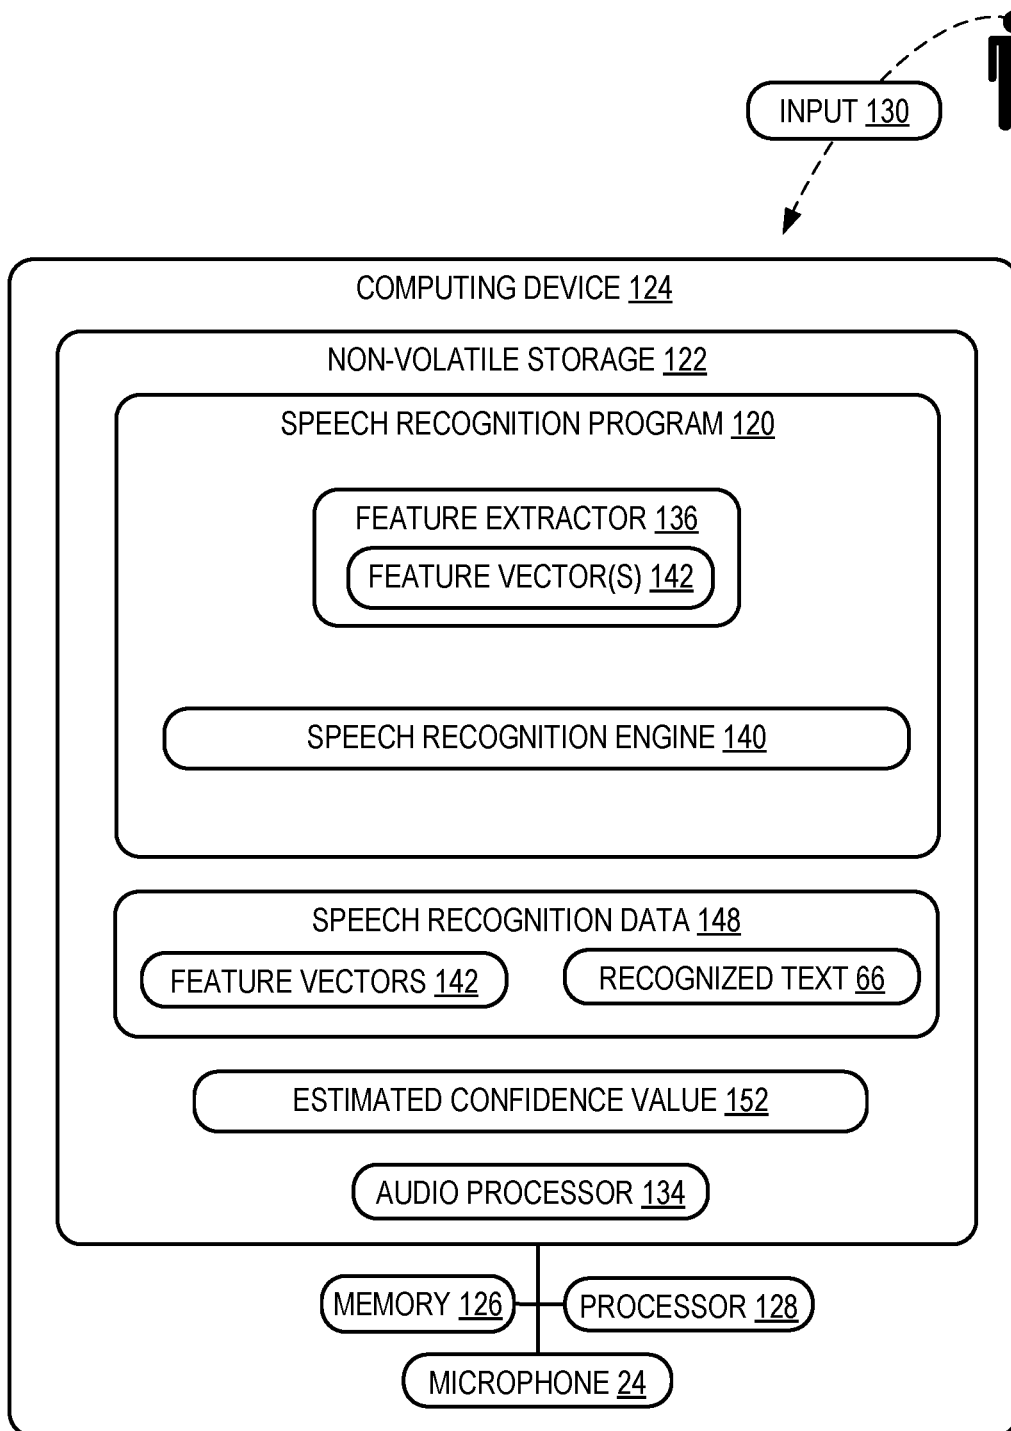 INPUT 130
COMPUTING DEVICE 124
NON-VOLATILE STORAGE 122
SPEECH RECOGNITION PROGRAM 120
FEATURE EXTRACTOR 136
FEATURE VECTOR(S) 142
SPEECH RECOGNITION ENGINE 140
SPEECH RECOGNITION DATA 148
FEATURE VECTORS 142
RECOGNIZED TEXT 66
ESTIMATED CONFIDENCE VALUE 152
AUDIO PROCESSOR 134
MEMORY 126
PROCESSOR 128
MICROPHONE 24